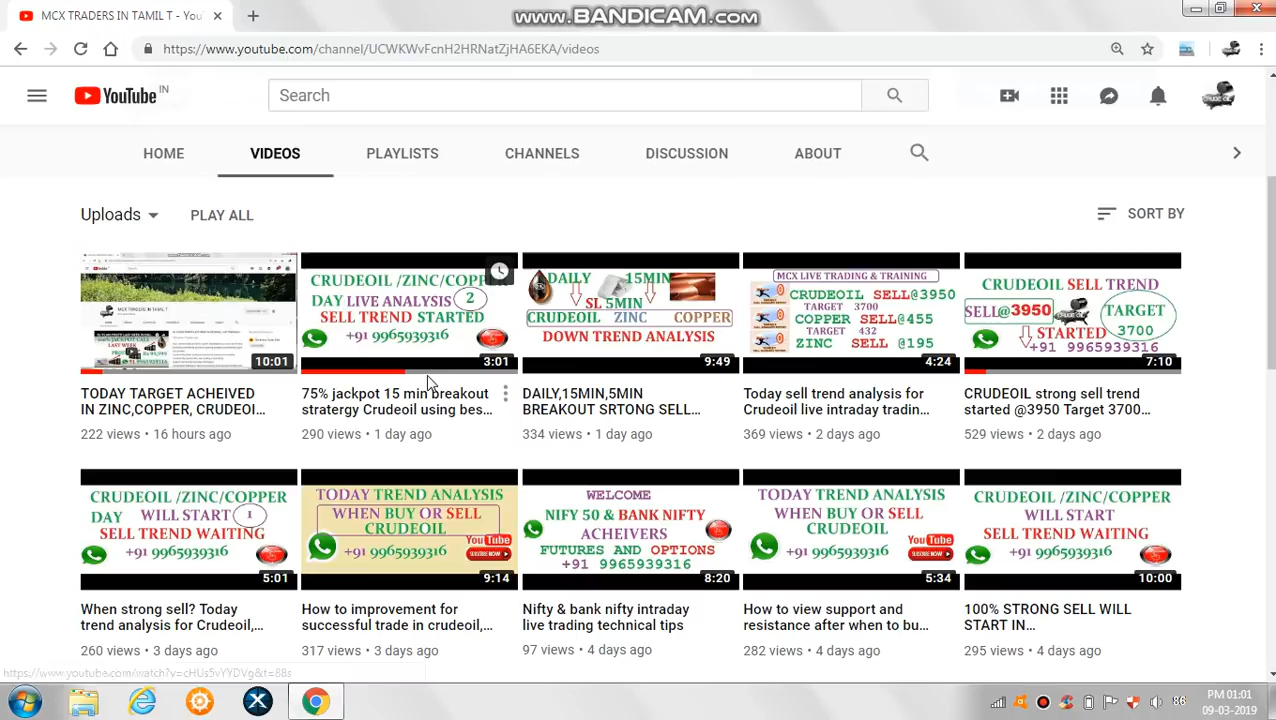 MCX TRADERS IN TAMIL T - You
www.BANDICAM.com
https://www.youtube.com/channel/UCWKWvFcnH2HRNatZjHA6EKA/videos
YouTube IN
Search
HOME
VIDEOS
PLAYLISTS
CHANNELS
DISCUSSION
ABOUT
Uploads
PLAY ALL
SORT BY
10:01
CRUDEOIL /ZINC/COPP
DAY LIVE ANALYSIS 2
SELL TREND STARTED
+91 9965939316
3:01
DAILY 15MIN
SL 5MIN
CRUDEOIL ZINC COPPER
DOWN TREND ANALYSIS
9:49
MCX LIVE TRADING & TRAINING
CRUDEOIL SELL@3950
TARGET 3700
COPPER SELL@455
TARGET 432
ZINC SELL @195
4:24
CRUDEOIL SELL TREND
SELL@3950
TARGET
3700
STARTED
+91 9965939316
7:10
TODAY TARGET ACHEIVED
IN ZINC,COPPER, CRUDEOI...
222 views • 16 hours ago
75% jackpot 15 min breakout
stratergy Crudeoil using bes...
290 views • 1 day ago
DAILY,15MIN,5MIN
BREAKOUT SRTONG SELL...
334 views • 1 day ago
Today sell trend analysis for
Crudeoil live intraday tradin...
369 views • 2 days ago
CRUDEOIL strong sell trend
started @3950 Target 3700...
529 views • 2 days ago
CRUDEOIL /ZINC/COPPER
DAY WILL START 1
SELL TREND WAITING
+91 9965939316
5:01
TODAY TREND ANALYSIS
WHEN BUY OR SELL
CRUDEOIL
+91 9965939316
YouTube
SUBSCRIBE NOW
9:14
WELCOME
NIFY 50 & BANK NIFTY
ACHEIVERS
FUTURES AND OPTIONS
+91 9965939316
8:20
TODAY TREND ANALYSIS
WHEN BUY OR SELL
CRUDEOIL
+91 9965939316
YouTube
SUBSCRIBE NOW
5:34
CRUDEOIL /ZINC/COPPER
WILL START
SELL TREND WAITING
+91 9965939316
10:00
When strong sell? Today
trend analysis for Crudeoil,...
260 views • 3 days ago
How to improvement for
successful trade in crudeoil,...
317 views • 3 days ago
Nifty & bank nifty intraday
live trading technical tips
97 views • 4 days ago
How to view support and
resistance after when to bu...
282 views • 4 days ago
100% STRONG SELL WILL
START IN...
295 views • 4 days ago
https://www.youtube.com/watch?v=cHUs5vYYDVg&t=88s
PM 01:01
09-03-2019